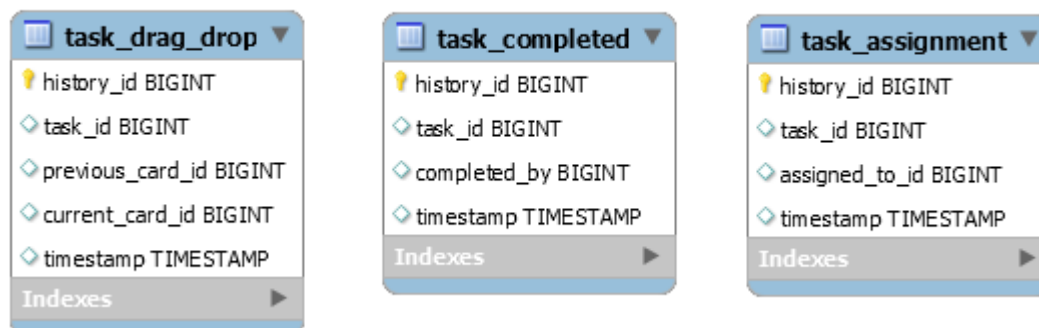 task_drag_drop
history_id BIGINT
task_id BIGINT
previous_card_id BIGINT
current_card_id BIGINT
timestamp TIMESTAMP
Indexes
task_completed
history_id BIGINT
task_id BIGINT
completed_by BIGINT
timestamp TIMESTAMP
Indexes
task_assignment
history_id BIGINT
task_id BIGINT
assigned_to_id BIGINT
timestamp TIMESTAMP
Indexes